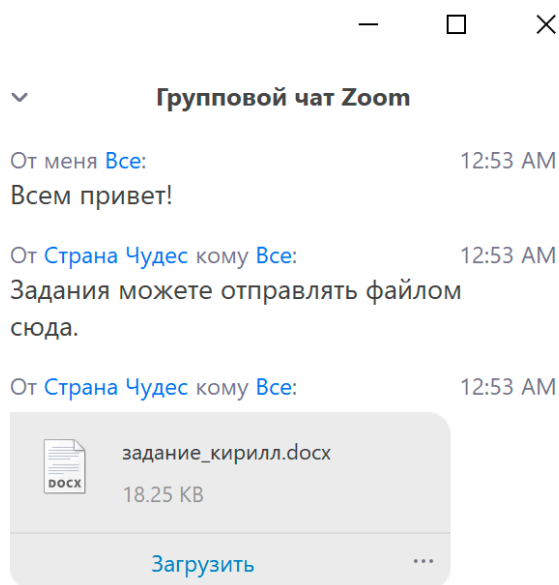 Групповой чат Zoom
От меня Все: 12:53 AM
Всем привет!
От Страна Чудес кому Все: 12:53 AM
Задания можете отправлять файлом
сюда.
От Страна Чудес кому Все: 12:53 AM
задание_кирилл.docx
DOCX
18.25 KB
Загрузить